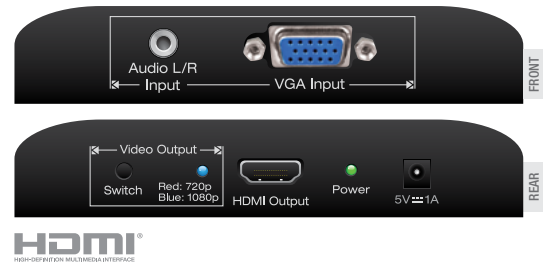 Audio L/R
Input
VGA Input
FRONT
Video Output
Switch
Red: 720p
Blue: 1080p
HDMI Output
Power
5V⎓1A
REAR
HDMI®
HIGH-DEFINITION MULTIMEDIA INTERFACE